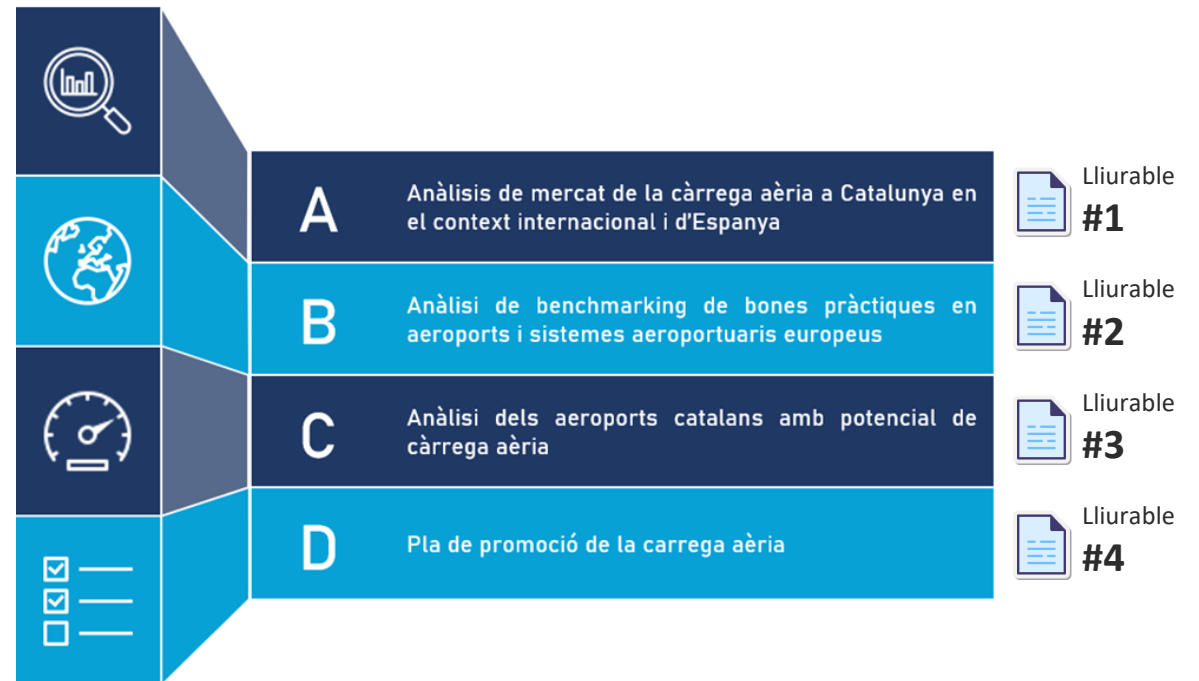 A
Anàlisis de mercat de la càrrega aèria a Catalunya en
el context internacional i d'Espanya
Lliurable
#1
B
Anàlisi de benchmarking de bones pràctiques en
aeroports i sistemes aeroportuaris europeus
Lliurable
#2
C
Anàlisi dels aeroports catalans amb potencial de
càrrega aèria
Lliurable
#3
D
Pla de promoció de la carrega aèria
Lliurable
#4